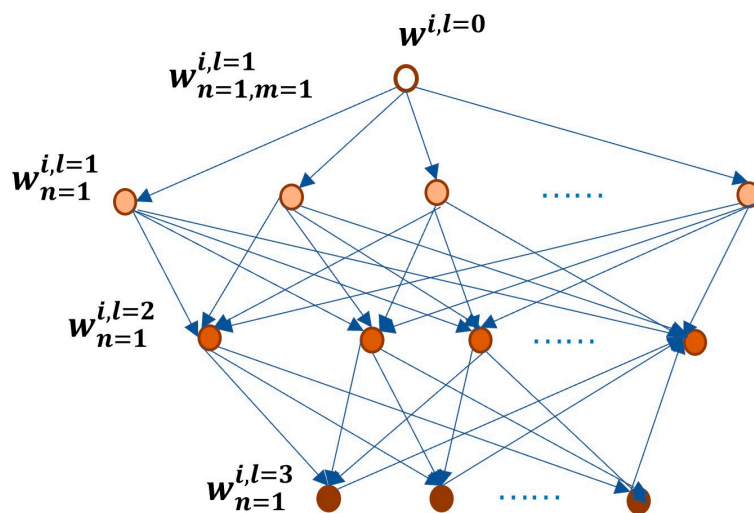 w^{i,l=0}
w^{i,l=1}_{n=1,m=1}
w^{i,l=1}_{n=1}
......
w^{i,l=2}_{n=1}
......
w^{i,l=3}_{n=1}
......